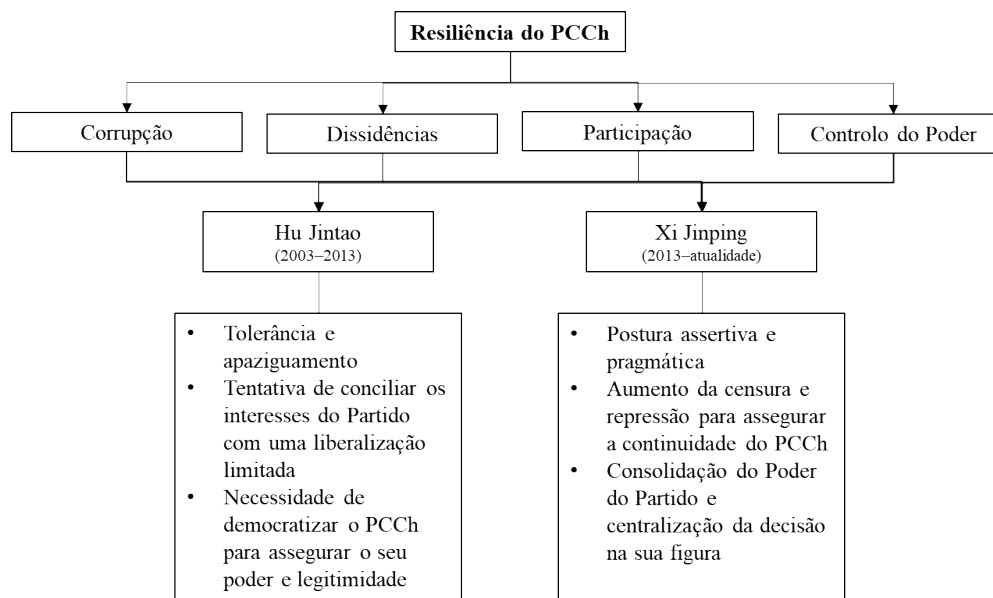 Resiliência do PCCh
Corrupção
Dissidências
Participação
Controlo do Poder
Hu Jintao
(2003–2013)
Xi Jinping
(2013–atualidade)
• Tolerância e
apaziguamento
• Tentativa de conciliar os
interesses do Partido
com uma liberalização
limitada
• Necessidade de
democratizar o PCCh
para assegurar o seu
poder e legitimidade
• Postura assertiva e
pragmática
• Aumento da censura e
repressão para assegurar
a continuidade do PCCh
• Consolidação do Poder
do Partido e
centralização da decisão
na sua figura